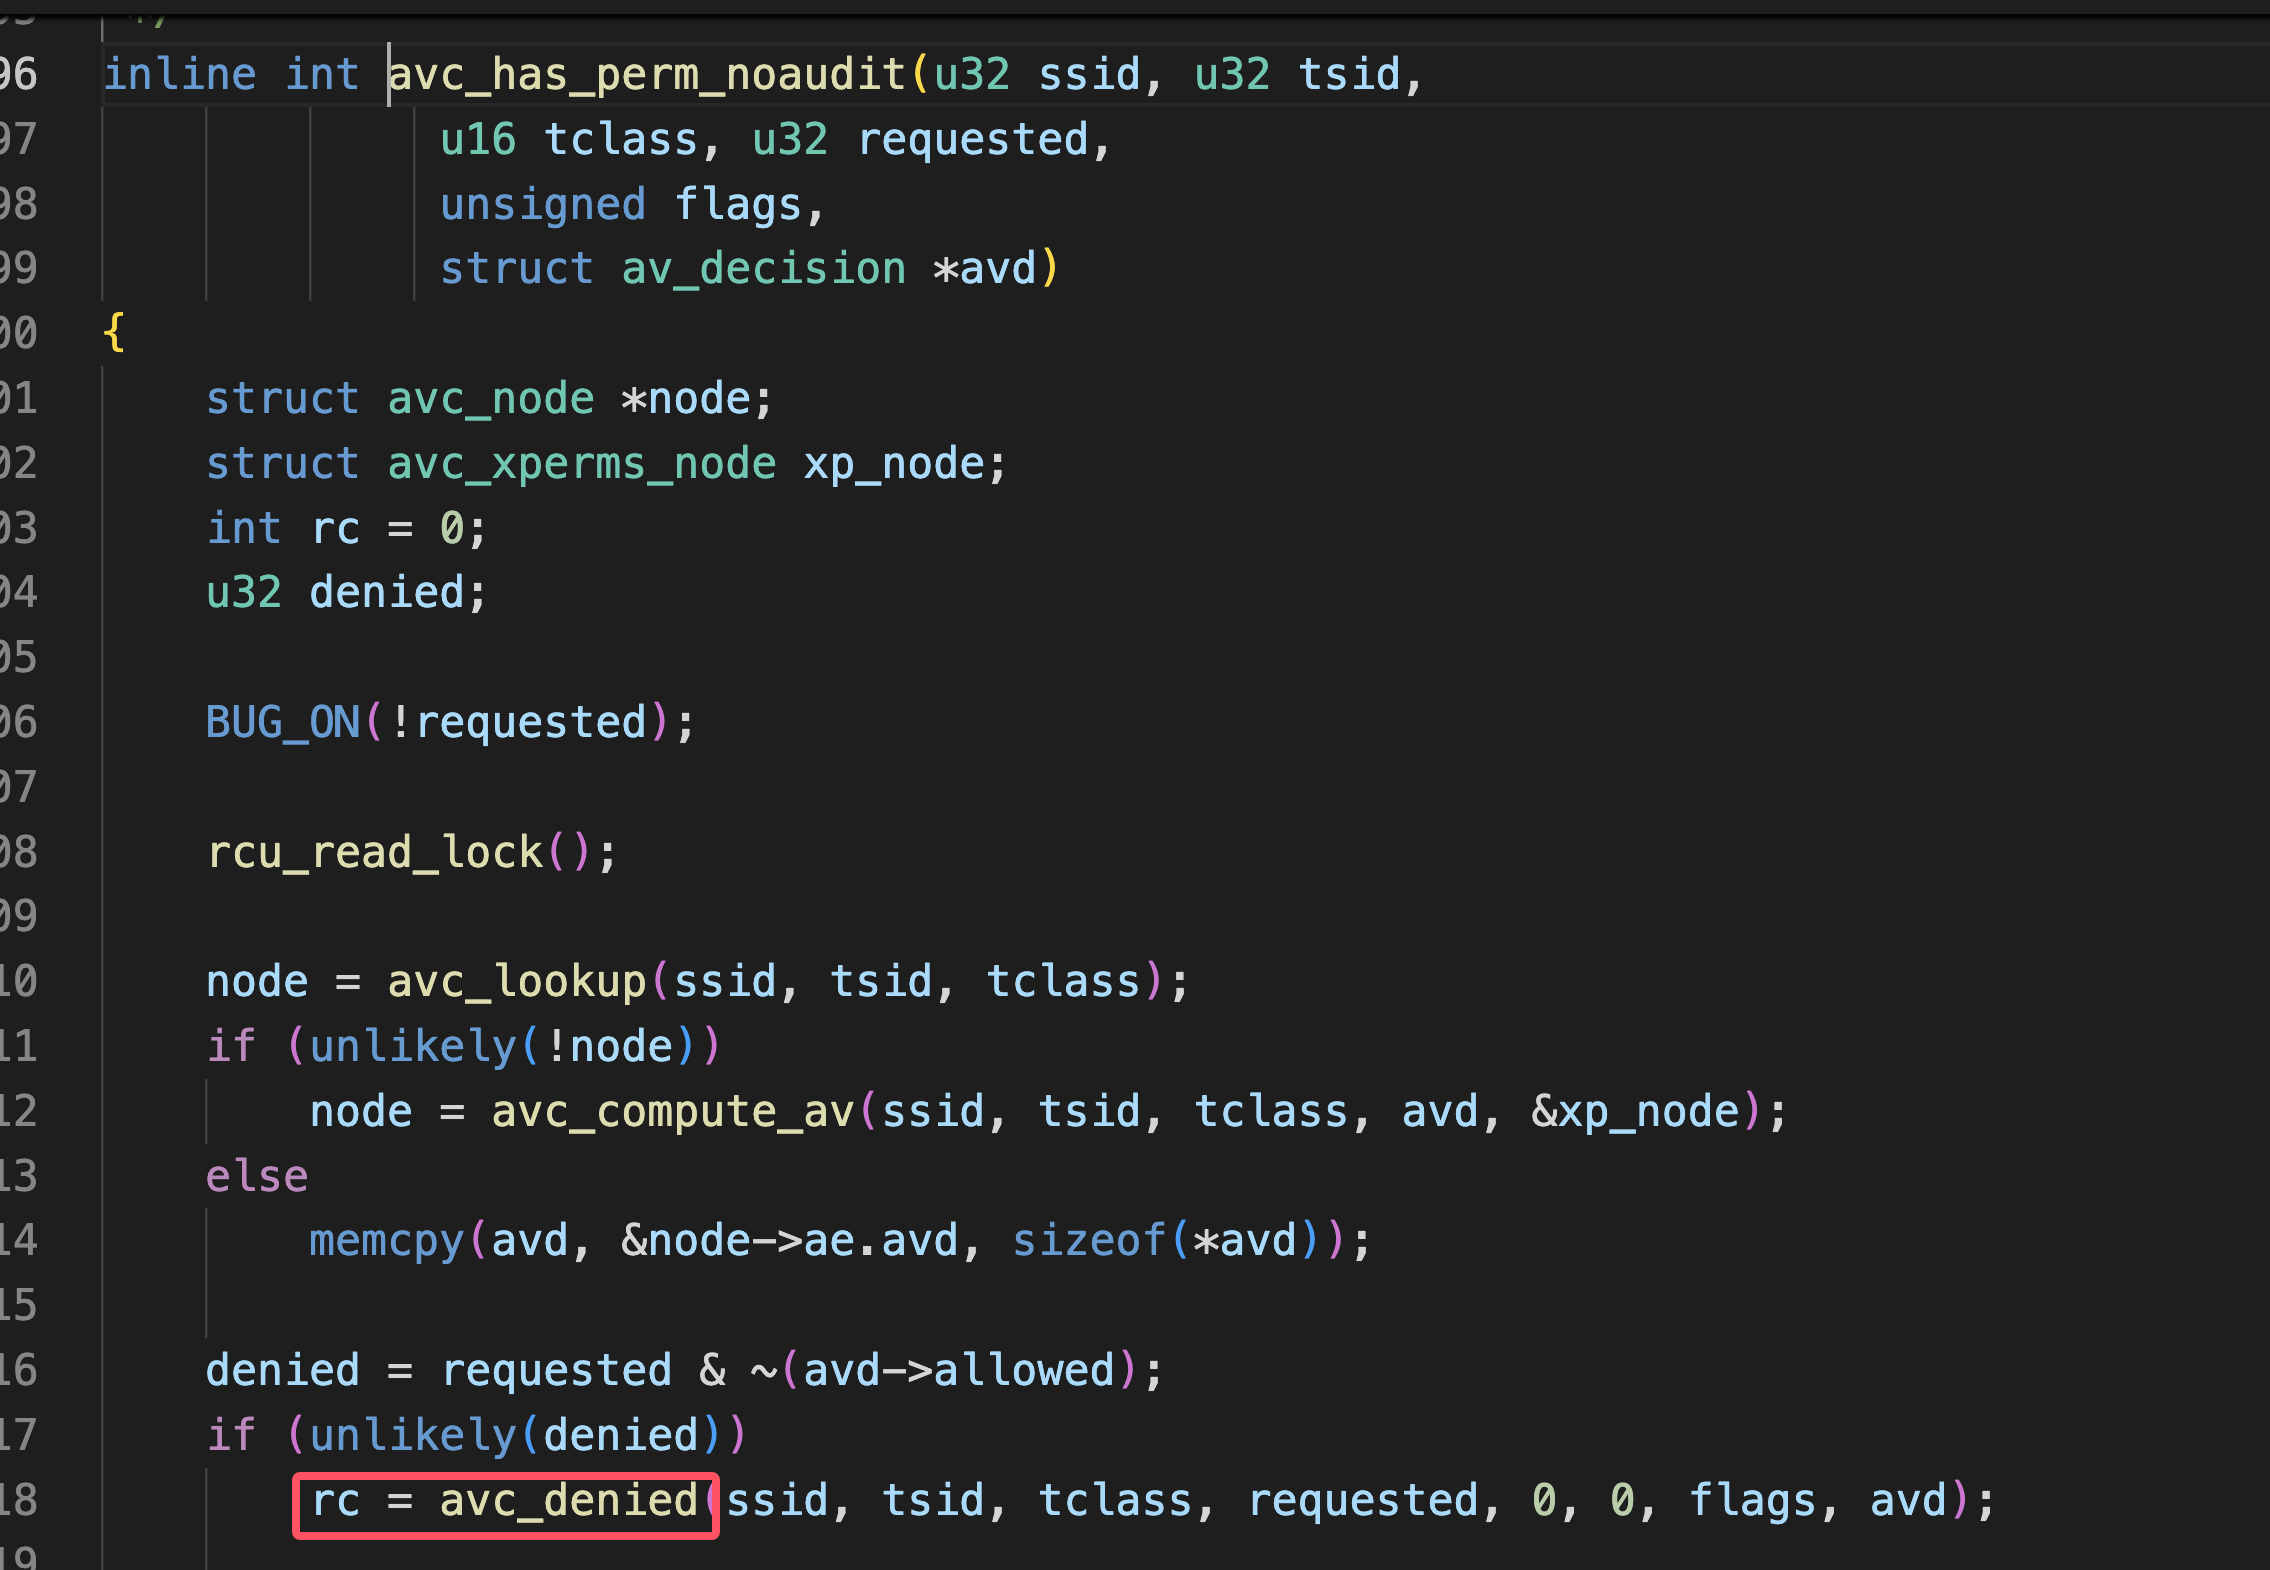 */
96 inline int avc_has_perm_noaudit(u32 ssid, u32 tsid,
97 u16 tclass, u32 requested,
98 unsigned flags,
99 struct av_decision *avd)
00 {
01 struct avc_node *node;
02 struct avc_xperms_node xp_node;
03 int rc = 0;
04 u32 denied;
05
06 BUG_ON(!requested);
07
08 rcu_read_lock();
09
10 node = avc_lookup(ssid, tsid, tclass);
11 if (unlikely(!node))
12 node = avc_compute_av(ssid, tsid, tclass, avd, &xp_node);
13 else
14 memcpy(avd, &node->ae.avd, sizeof(*avd));
15
16 denied = requested & ~(avd->allowed);
17 if (unlikely(denied))
18 rc = avc_denied(ssid, tsid, tclass, requested, 0, 0, flags, avd);
19